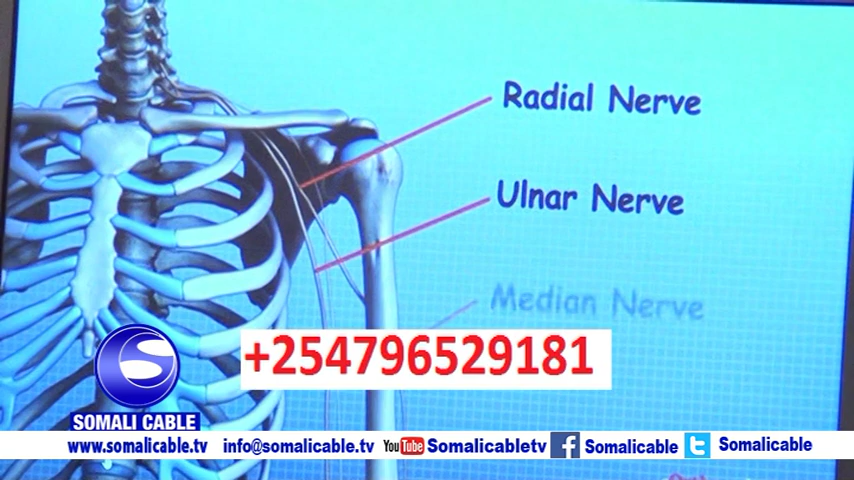 Radial Nerve
Ulnar Nerve
Median Nerve
+254796529181
S
SOMALI CABLE
www.somalicable.tv info@somalicable.tv YouTube Somalicabletv f Somalicable t Somalicable